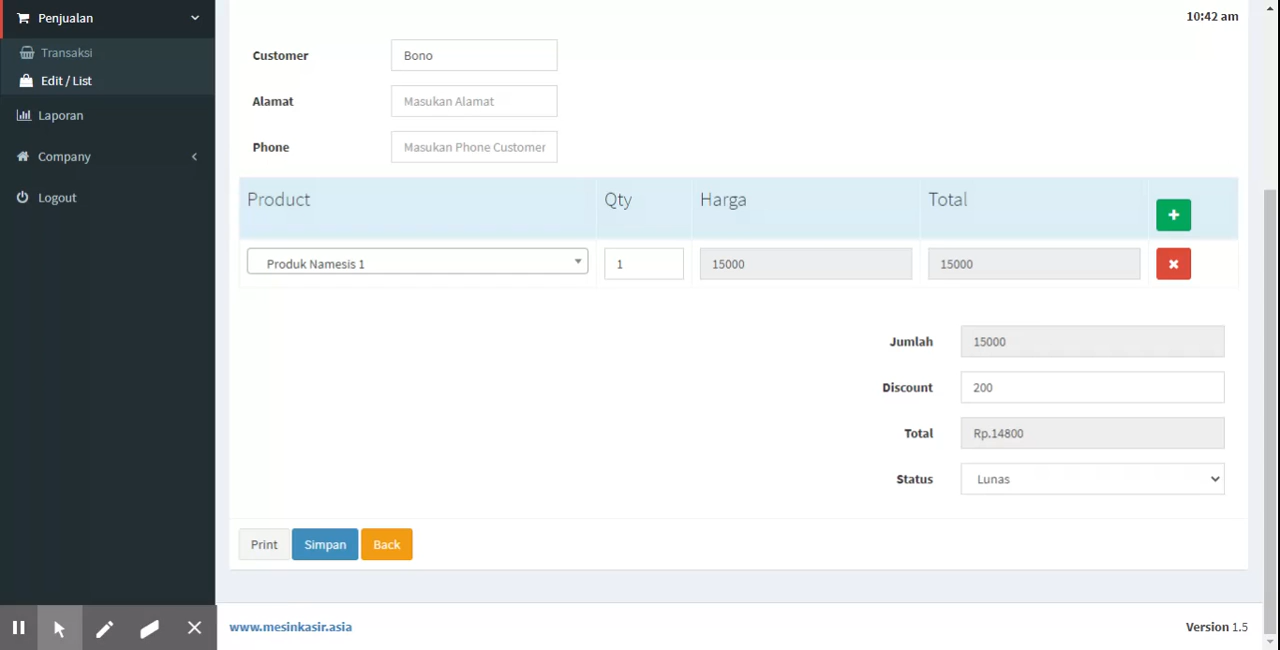 Penjualan
Transaksi
Edit / List
Laporan
Company
Logout
10:42 am
Customer Bono
Alamat Masukan Alamat
Phone Masukan Phone Customer
Product Qty Harga Total
Produk Namesis 1 1 15000 15000
Jumlah 15000
Discount 200
Total Rp.14800
Status Lunas
Print Simpan Back
www.mesinkasir.asia Version 1.5